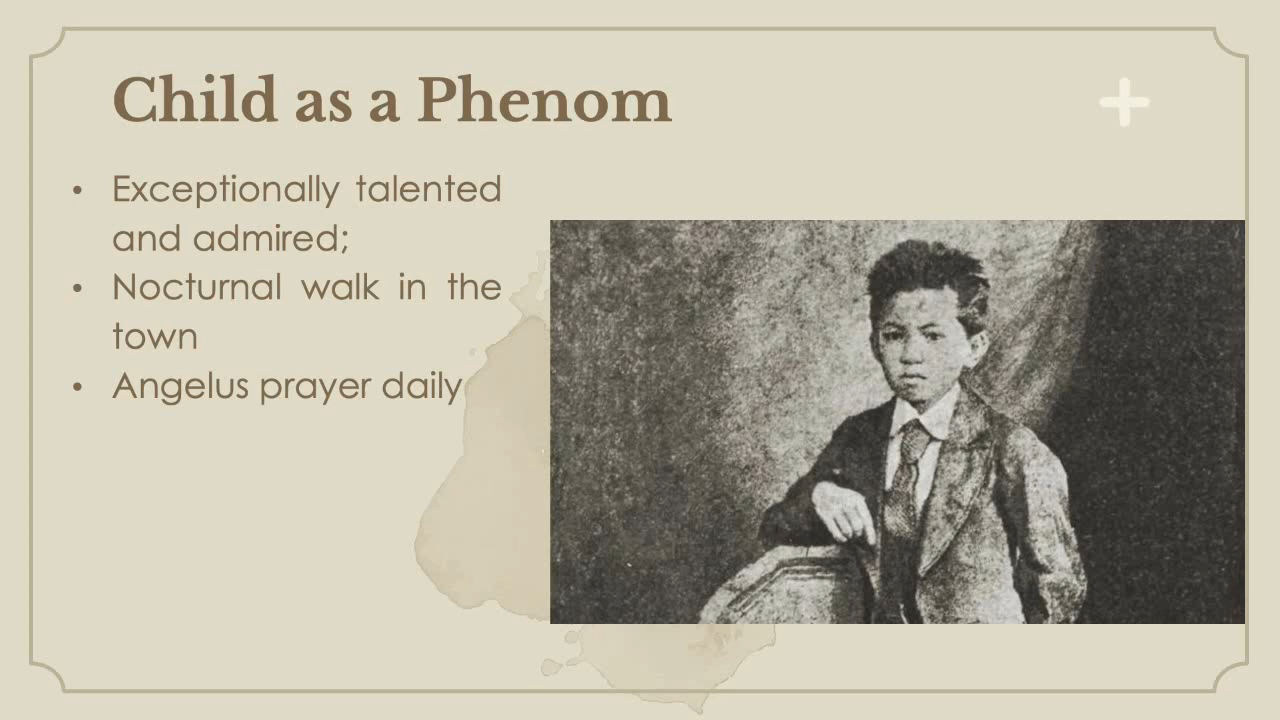 Child as a Phenom
• Exceptionally talented
and admired;
• Nocturnal walk in the
town
• Angelus prayer daily